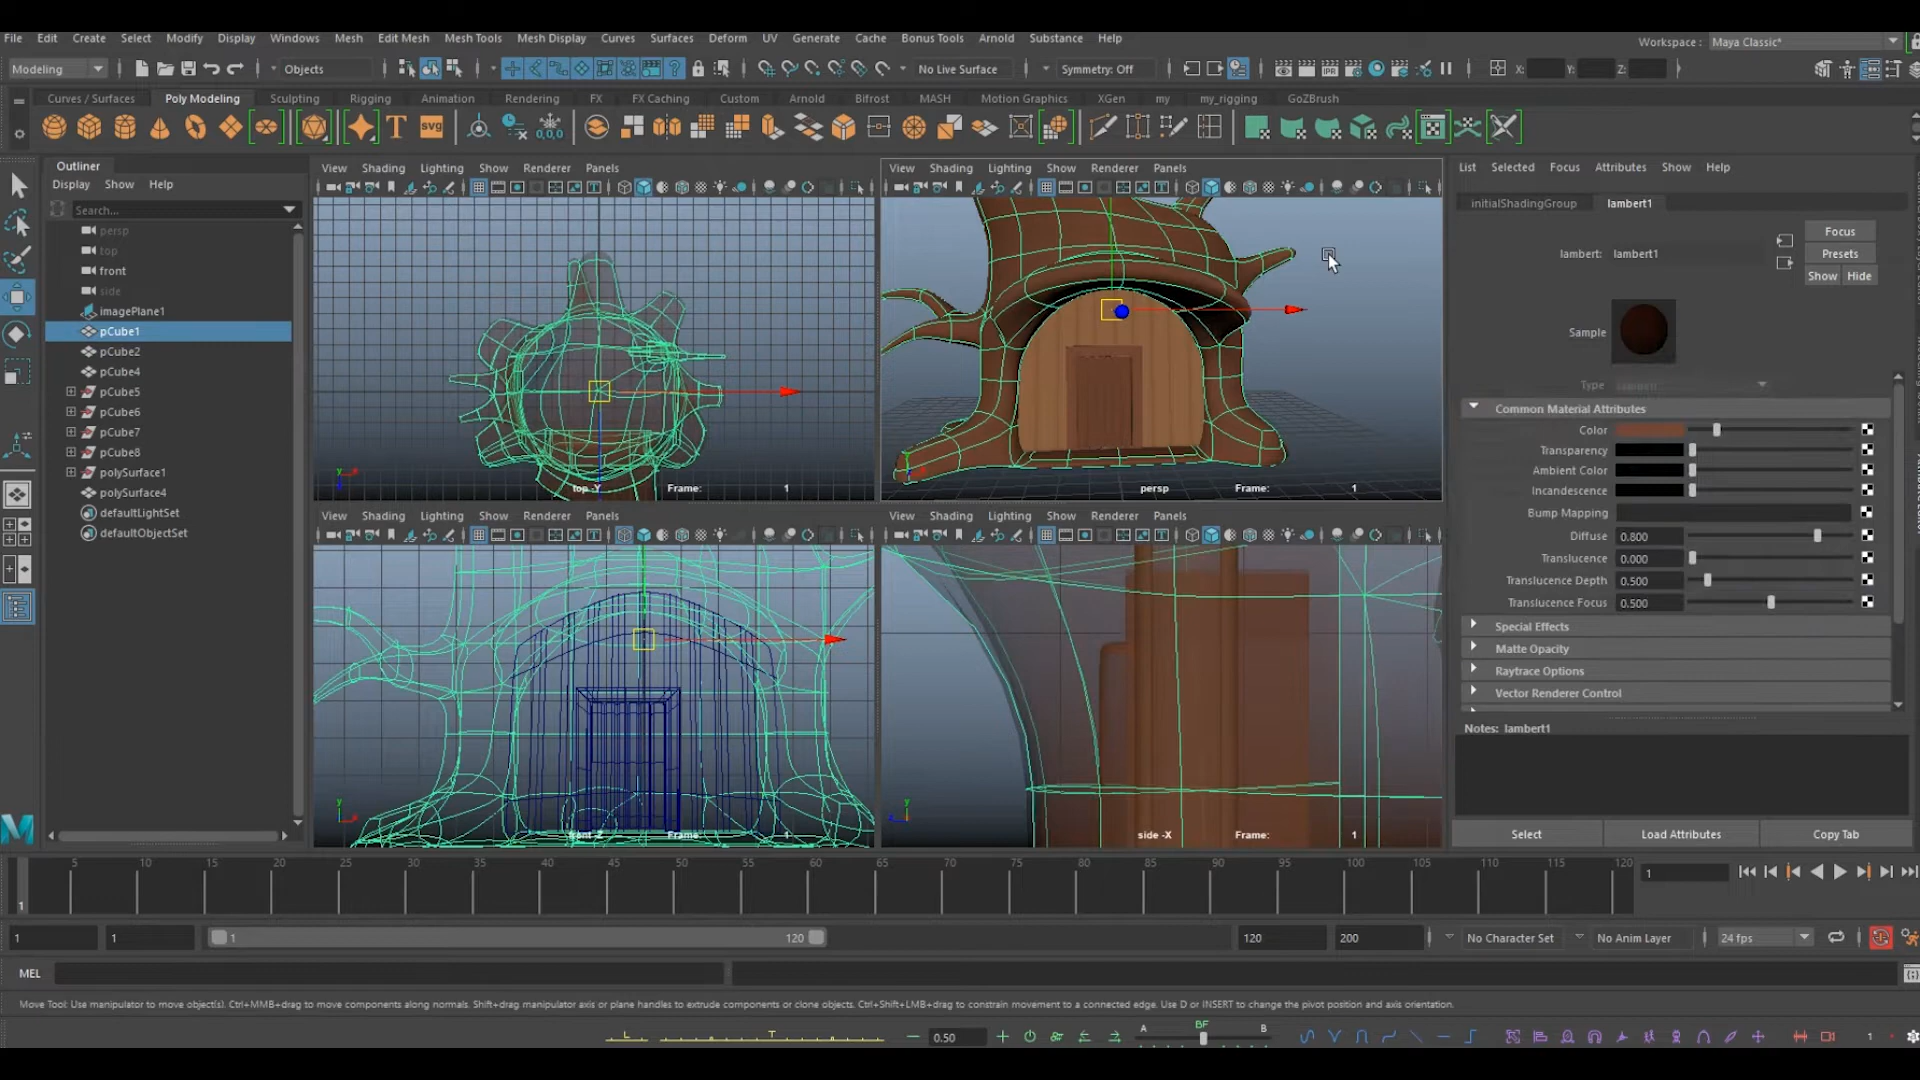 File Edit Create Select Modify Display Windows Mesh Edit Mesh Mesh Tools Mesh Display Curves Surfaces Deform UV Generate Cache Bonus Tools Arnold Substance Help
Workspace : Maya Classic*
Modeling Objects No Live Surface Symmetry: Off X: Y: Z:
Curves / Surfaces Poly Modeling Sculpting Rigging Animation Rendering FX FX Caching Custom Arnold Bifrost MASH Motion Graphics XGen my my_rigging GoZBrush
T svg 0,0,0
Outliner
Display Show Help
Search...
persp
top
front
side
imagePlane1
pCube1
pCube2
pCube4
pCube5
pCube6
pCube7
pCube8
polySurface1
polySurface4
defaultLightSet
defaultObjectSet
View Shading Lighting Show Renderer Panels
top -Y Frame: 1
View Shading Lighting Show Renderer Panels
persp Frame: 1
View Shading Lighting Show Renderer Panels
front -Z Frame: 1
View Shading Lighting Show Renderer Panels
side -X Frame: 1
List Selected Focus Attributes Show Help
initialShadingGroup lambert1
Focus
lambert: lambert1 Presets
Show Hide
Sample
Type
Common Material Attributes
Color
Transparency
Ambient Color
Incandescence
Bump Mapping
Diffuse 0.800
Translucence 0.000
Translucence Depth 0.500
Translucence Focus 0.500
Special Effects
Matte Opacity
Raytrace Options
Vector Renderer Control
Notes: lambert1
Select Load Attributes Copy Tab
5 10 15 20 25 30 35 40 45 50 55 60 65 70 75 80 85 90 95 100 105 110 115 120
1 1
1 1 1 120 120 200 No Character Set No Anim Layer 24 fps
MEL
Move Tool: Use manipulator to move object(s). Ctrl+MMB+drag to move components along normals. Shift+drag manipulator axis or plane handles to extrude components or clone objects. Ctrl+Shift+LMB+drag to constrain movement to a connected edge. Use D or INSERT to change the pivot position and axis orientation.
L T 0.50 A BF B 1